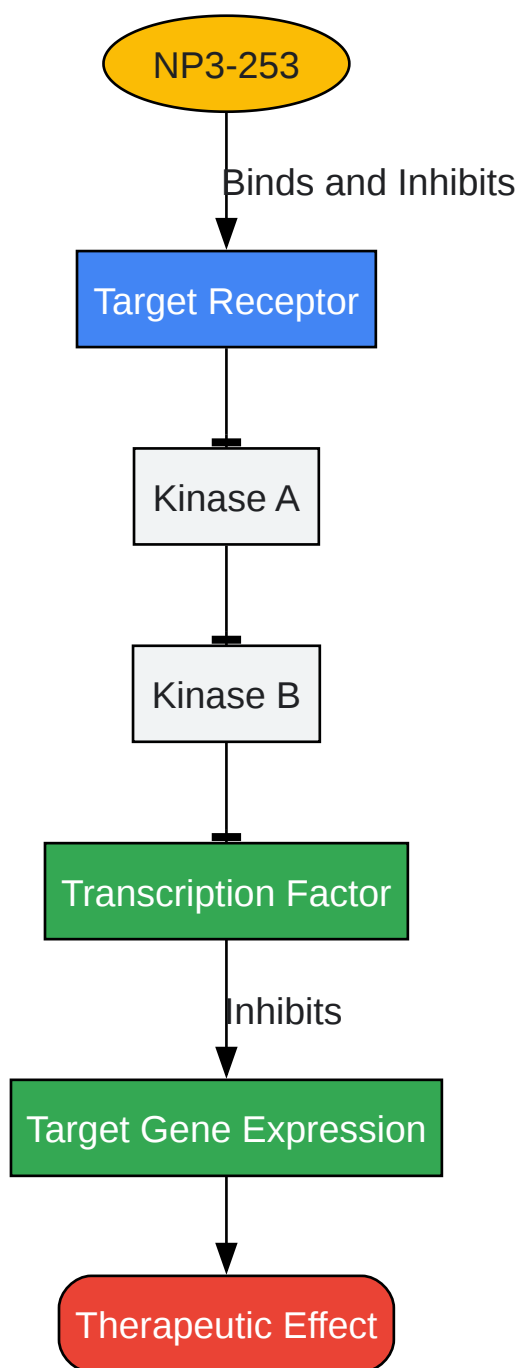 NP3-253
Binds and Inhibits
Target Receptor
Kinase A
Kinase B
Transcription Factor
Inhibits
Target Gene Expression
Therapeutic Effect